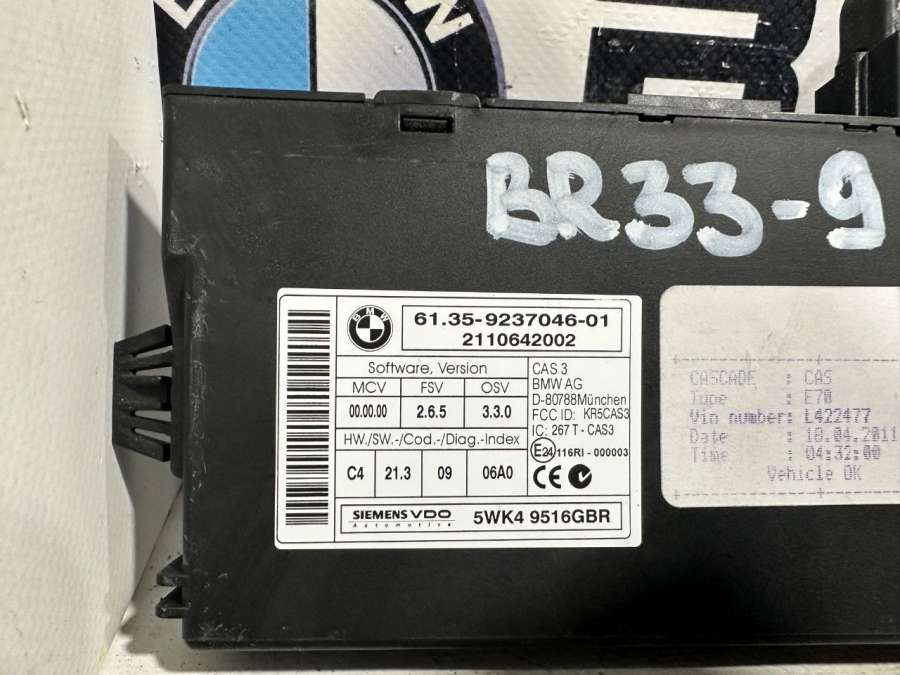 BR33-9
BMW
61.35-9237046-01
2110642002
Software, Version
MCV FSV OSV
00.00.00 2.6.5 3.3.0
HW./SW.-/Cod.-/Diag.-Index
C4 21.3 09 06A0
CAS 3
BMW AG
D-80788München
FCC ID: KR5CAS3
IC: 267 T - CAS3
E24 116RI - 000003
CE
SIEMENS VDO
Automotive
5WK4 9516GBR
CASCADE : CAS
Type : E70
Vin number: L422477
Date : 18.04.2011
Time : 04:32:00
Vehicle OK